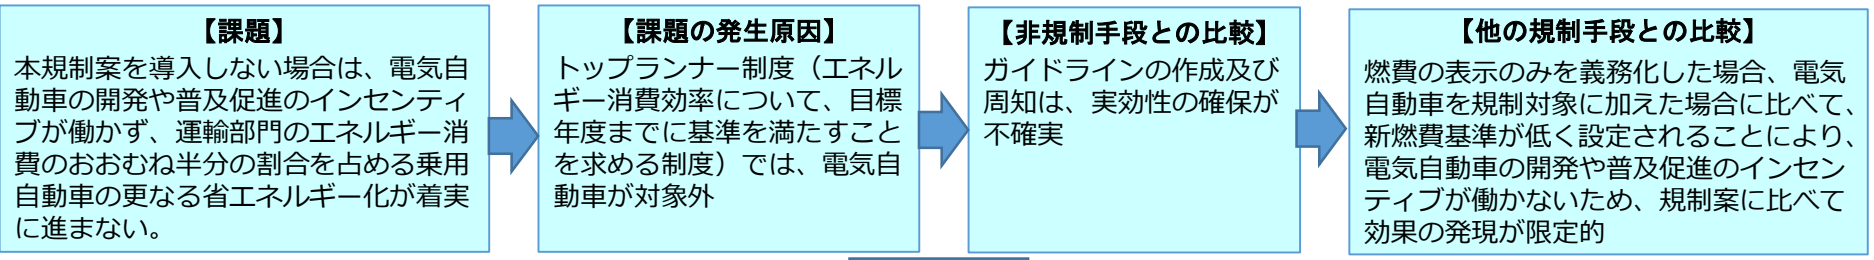 【課題】
本規制案を導入しない場合は、電気自
動車の開発や普及促進のインセンティ
ブが働かず、運輸部門のエネルギー消
費のおおむね半分の割合を占める乗用
自動車の更なる省エネルギー化が着実
に進まない。
【課題の発生原因】
トップランナー制度（エネル
ギー消費効率について、目標
年度までに基準を満たすこと
を求める制度）では、電気自
動車が対象外
【非規制手段との比較】
ガイドラインの作成及び
周知は、実効性の確保が
不確実
【他の規制手段との比較】
燃費の表示のみを義務化した場合、電気
自動車を規制対象に加えた場合に比べて、
新燃費基準が低く設定されることにより、
電気自動車の開発や普及促進のインセン
ティブが働かないため、規制案に比べて
効果の発現が限定的